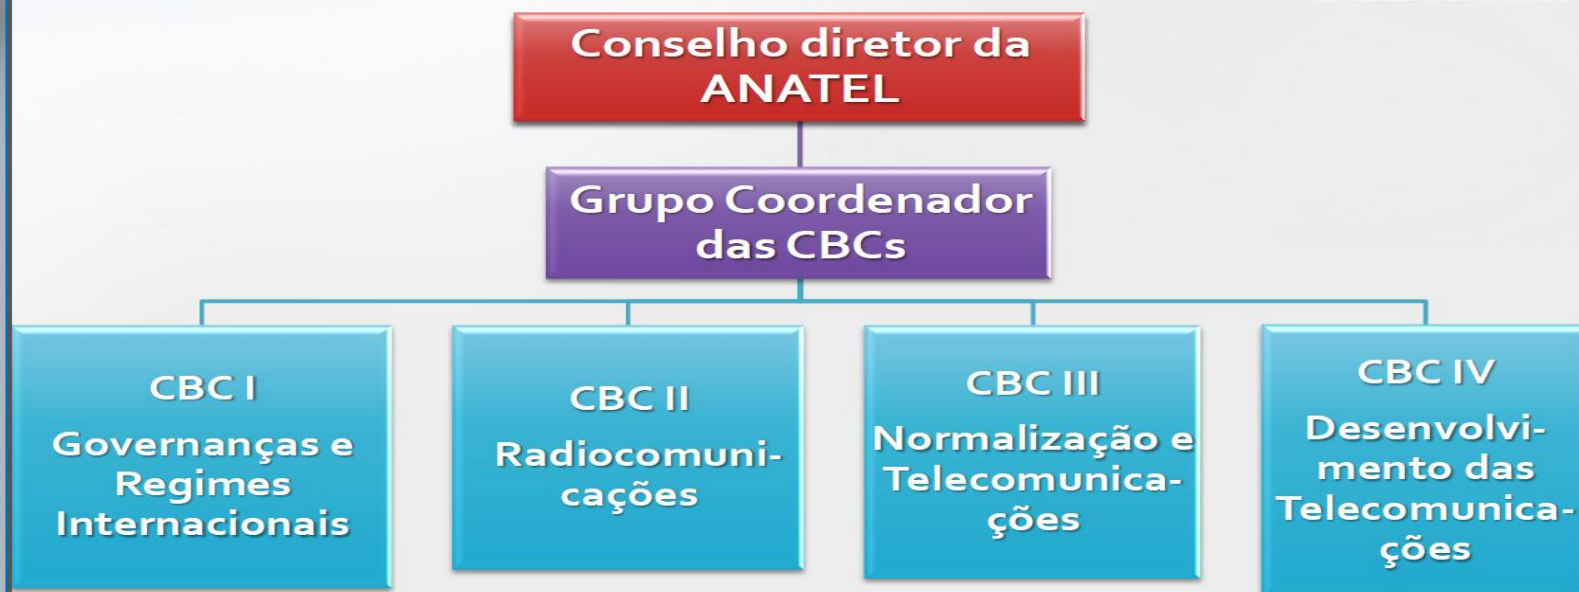 Conselho diretor da
ANATEL
Grupo Coordenador
das CBCs
CBC I
Governanças e
Regimes
Internacionais
CBC II
Radiocomuni-
cações
CBC III
Normalização e
Telecomunica-
ções
CBC IV
Desenvolvi-
mento das
Telecomunica-
ções